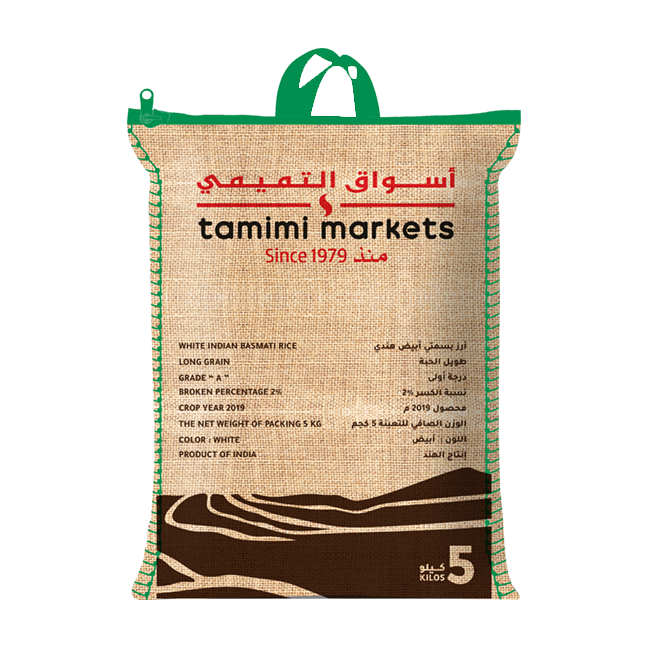 أسواق التميمي
tamimi markets
Since 1979 منذ
WHITE INDIAN BASMATI RICE أرز بسمتي أبيض هندي
LONG GRAIN طويل الحبة
GRADE “ A ” درجة أولى
BROKEN PERCENTAGE 2% نسبة الكسر 2%
CROP YEAR 2019 محصول 2019 م
THE NET WEIGHT OF PACKING 5 KG الوزن الصافي للتعبئة 5 كجم
COLOR : WHITE اللون : أبيض
PRODUCT OF INDIA إنتاج الهند
كيلو
KILOS 5